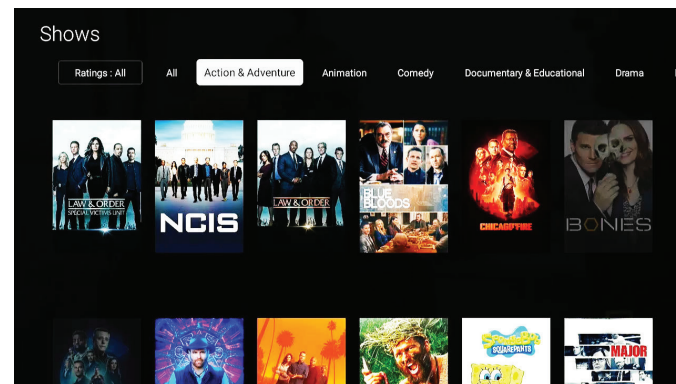 Shows
Ratings : All
All
Action & Adventure
Animation
Comedy
Documentary & Educational
Drama
LAW & ORDER
SPECIAL VICTIMS UNIT
NCIS
LAW & ORDER
BLUE
BLOODS
CHICAGO FIRE
BONES
SPONGEBOB
SQUAREPANTS
MAJOR